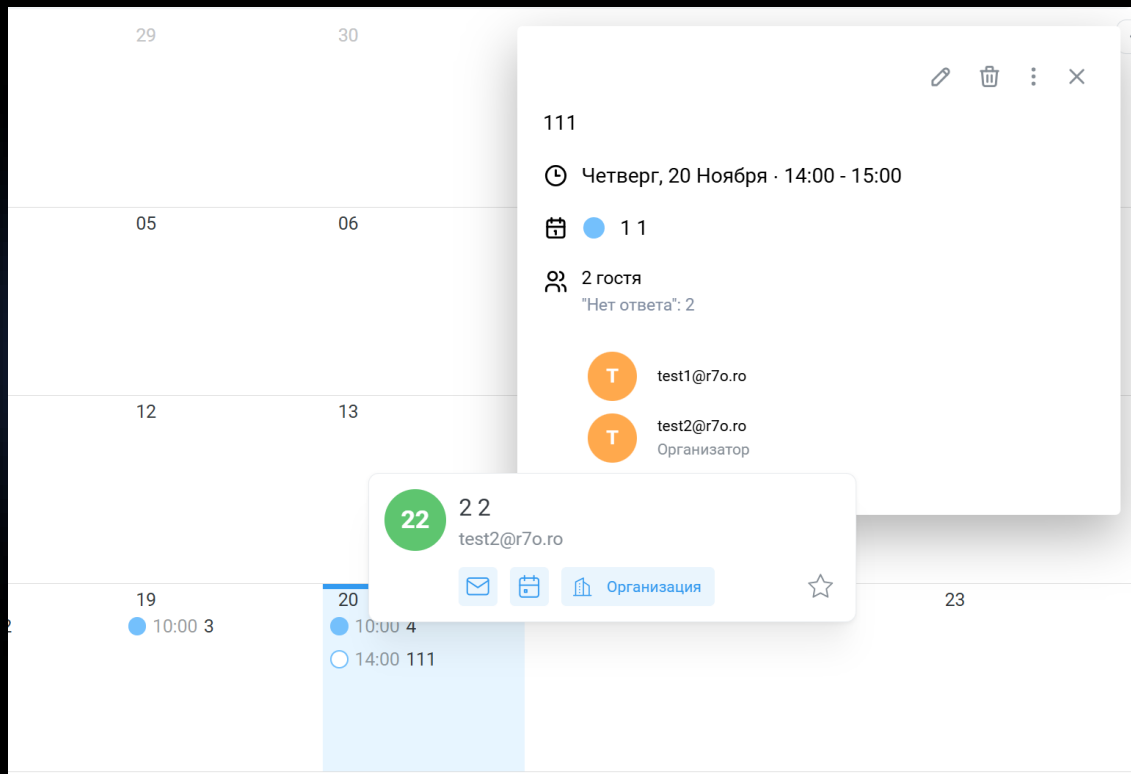 29
30
111
Четверг, 20 Ноября · 14:00 - 15:00
05
06
1 1
2 гостя
"Нет ответа": 2
T
test1@r7o.ro
12
13
T
test2@r7o.ro
Организатор
22
2 2
test2@r7o.ro
Организация
19
20
23
10:00 3
10:00 4
14:00 111